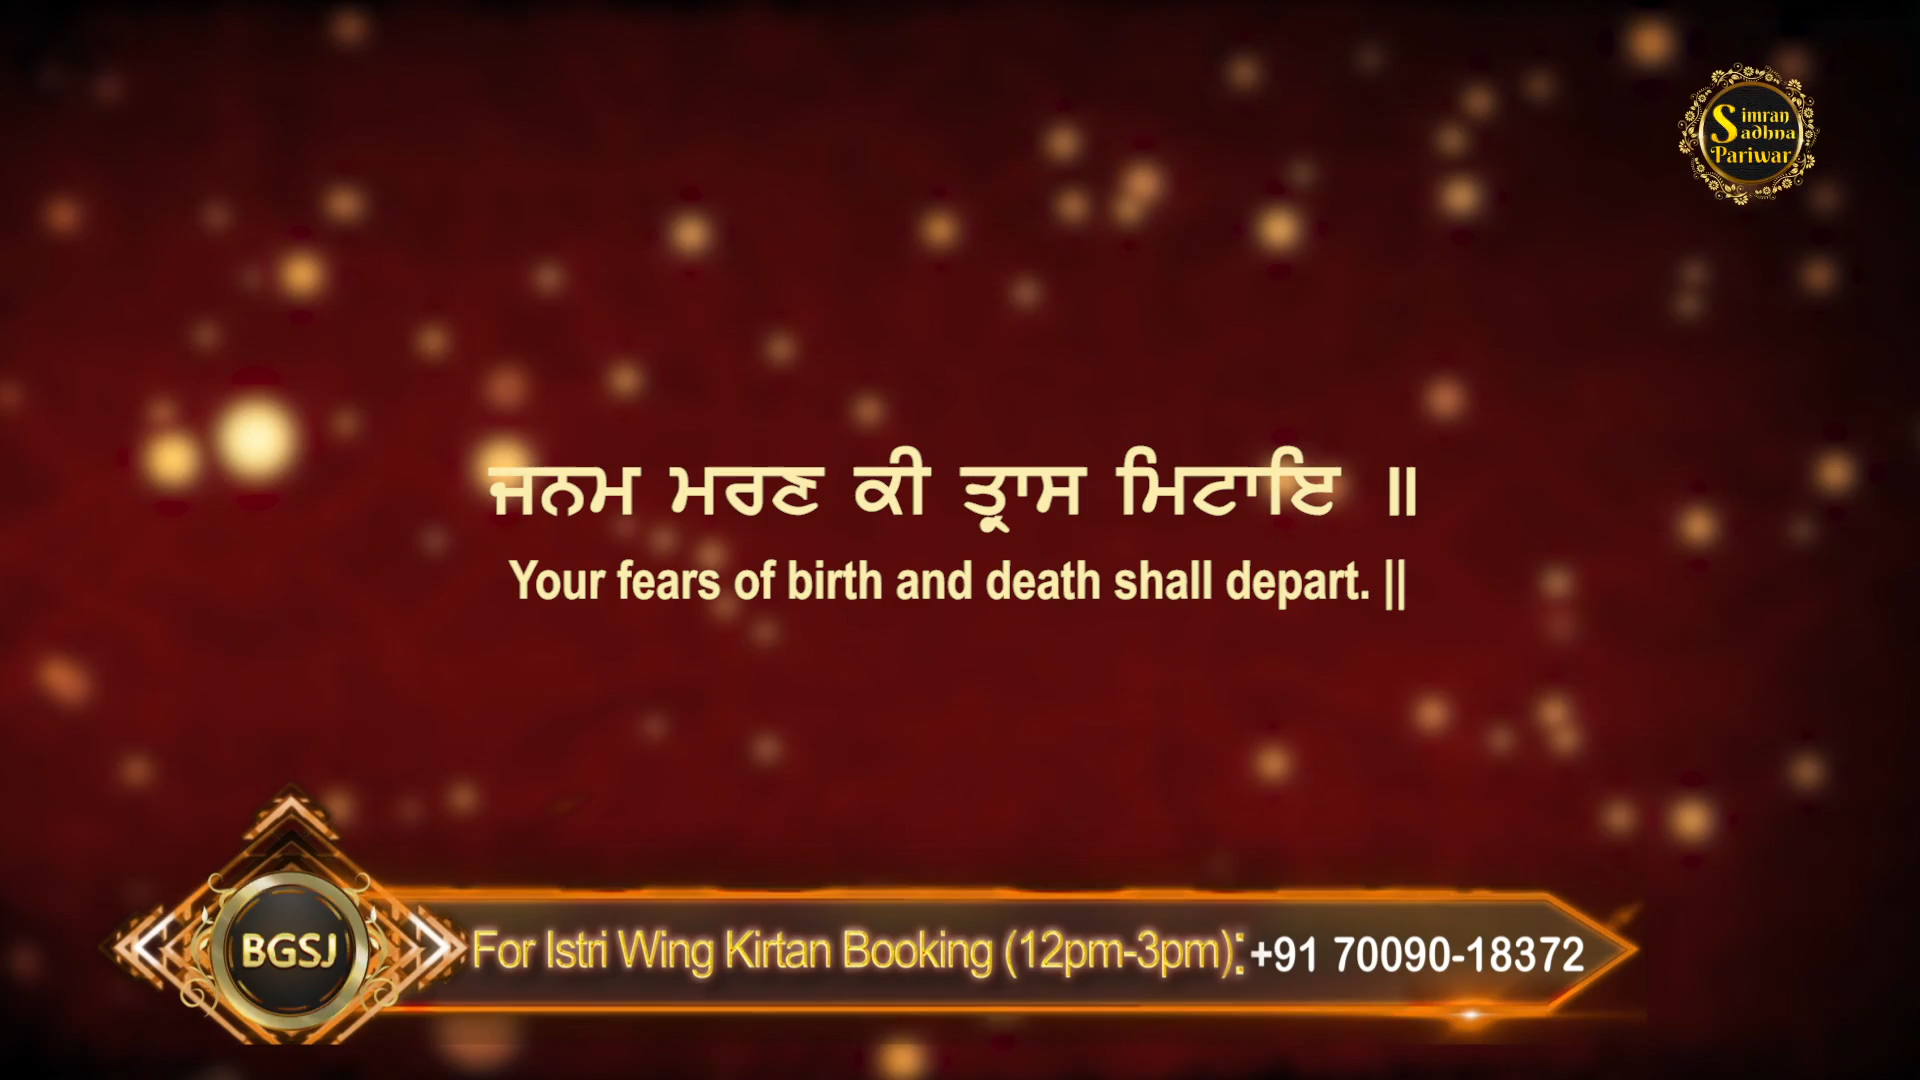 Simran
Sadhna
Pariwar
ਜਨਮ ਮਰਣ ਕੀ ਤ੍ਰਾਸ ਮਿਟਾਇ ॥
Your fears of birth and death shall depart. ||
BGSJ
For Istri Wing Kirtan Booking (12pm-3pm): +91 70090-18372